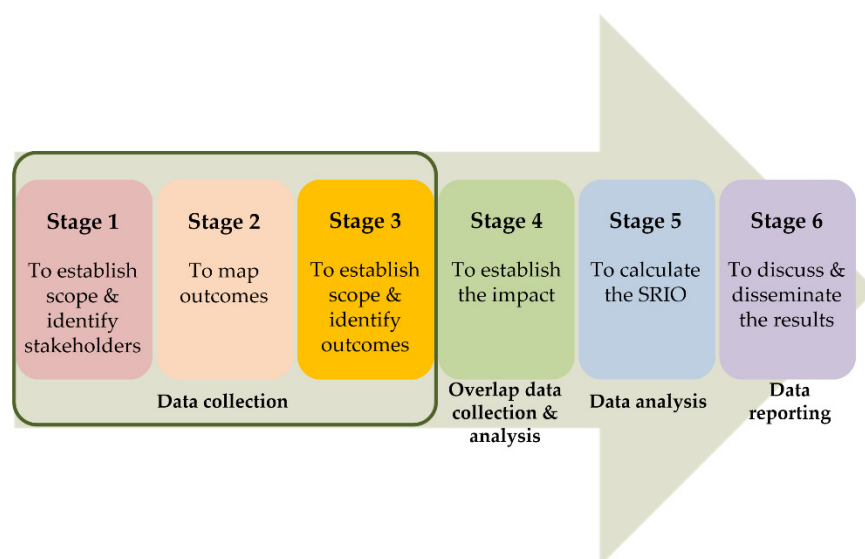 Stage 1
To establish
scope &
identify
stakeholders
Stage 2
To map
outcomes
Stage 3
To establish
scope &
identify
outcomes
Stage 4
To establish
the impact
Stage 5
To calculate
the SRIO
Stage 6
To discuss &
disseminate
the results
Data collection
Overlap data
collection &
analysis
Data analysis
Data
reporting